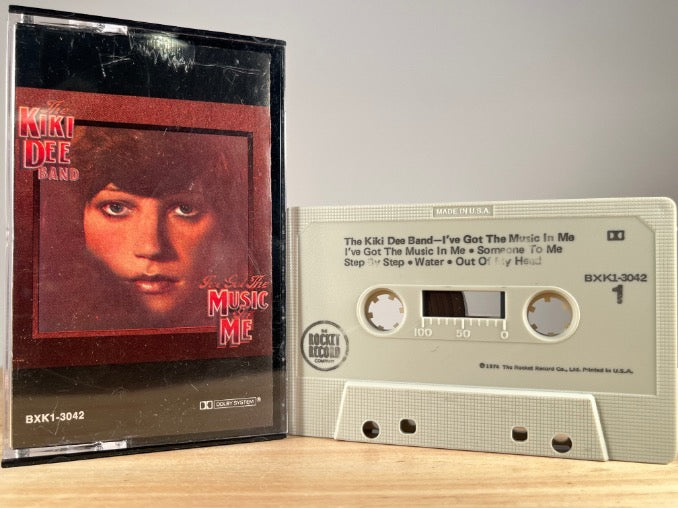 The
KIKI
DEE
BAND
I've Got The
MUSIC
in
ME
BXK1-3042
DOLBY SYSTEM®
MADE IN U.S.A.
The Kiki Dee Band—I've Got The Music In Me
I've Got The Music In Me • Someone To Me
Step By Step • Water • Out Of My Head
BXK1-3042
1
100 50 0
THE
ROCKET
RECORD
COMPANY
℗ 1974 The Rocket Record Co., Ltd. Printed in U.S.A.